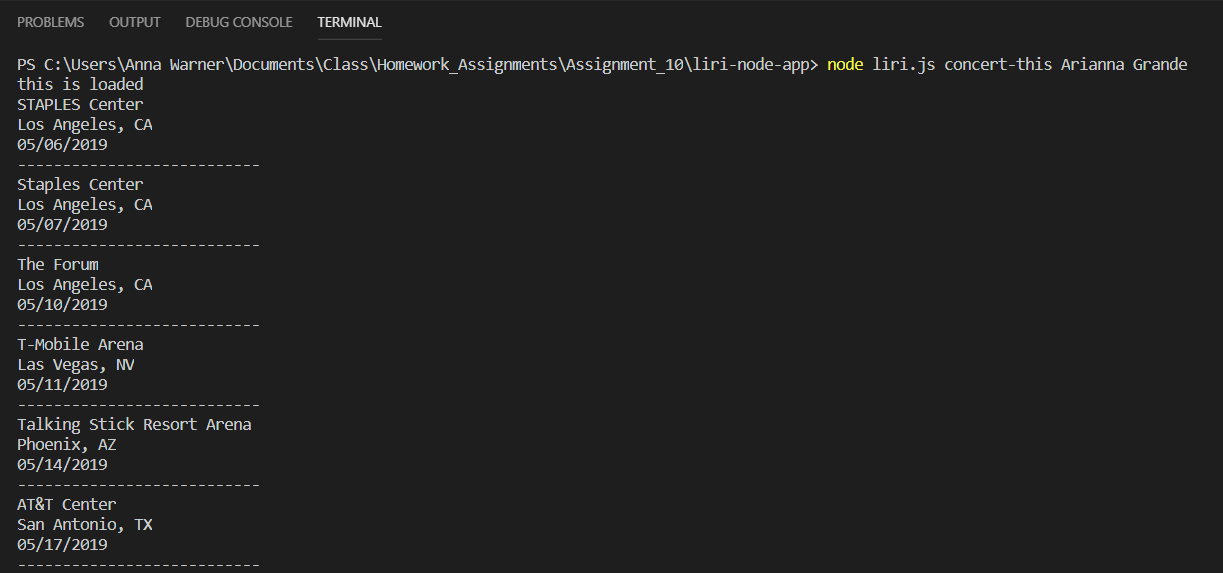 PROBLEMS OUTPUT DEBUG CONSOLE TERMINAL
PS C:\Users\Anna Warner\Documents\Class\Homework_Assignments\Assignment_10\liri-node-app> node liri.js concert-this Arianna Grande
this is loaded
STAPLES Center
Los Angeles, CA
05/06/2019
---------------------------
Staples Center
Los Angeles, CA
05/07/2019
---------------------------
The Forum
Los Angeles, CA
05/10/2019
---------------------------
T-Mobile Arena
Las Vegas, NV
05/11/2019
---------------------------
Talking Stick Resort Arena
Phoenix, AZ
05/14/2019
---------------------------
AT&T Center
San Antonio, TX
05/17/2019
---------------------------